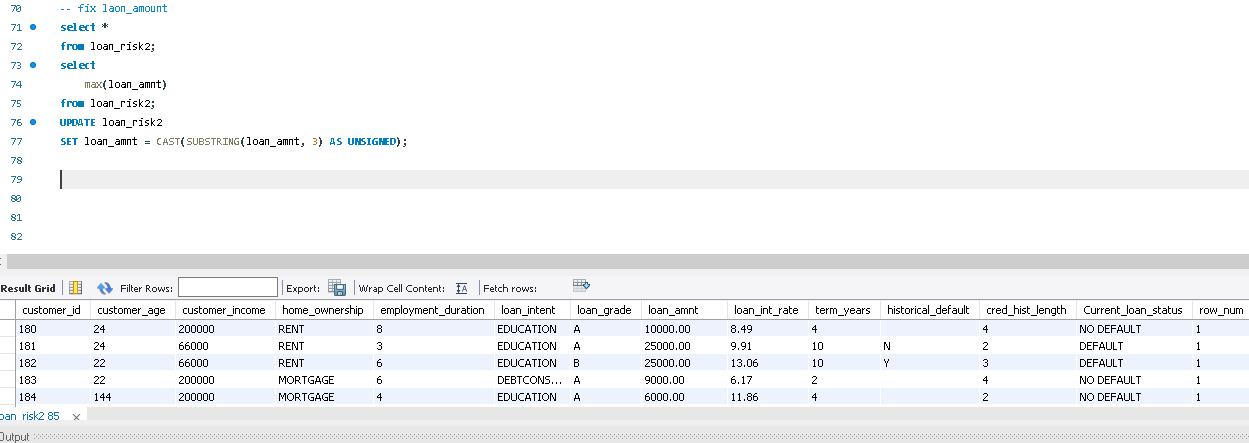 70 -- fix laon_amount
71 select *
72 from loan_risk2;
73 select
74 max(loan_amnt)
75 from loan_risk2;
76 UPDATE loan_risk2
77 SET loan_amnt = CAST(SUBSTRING(loan_amnt, 3) AS UNSIGNED);
78
79
80
81
82
Result Grid Filter Rows: Export: Wrap Cell Content: Fetch rows:
customer_id customer_age customer_income home_ownership employment_duration loan_intent loan_grade loan_amnt loan_int_rate term_years historical_default cred_hist_length Current_loan_status row_num
180 24 200000 RENT 8 EDUCATION A 10000.00 8.49 4 4 NO DEFAULT 1
181 24 66000 RENT 3 EDUCATION A 25000.00 9.91 10 N 2 DEFAULT 1
182 22 66000 RENT 6 EDUCATION B 25000.00 13.06 10 Y 3 DEFAULT 1
183 22 200000 MORTGAGE 6 DEBTCONS... A 9000.00 6.17 2 4 NO DEFAULT 1
184 144 200000 MORTGAGE 4 EDUCATION A 6000.00 11.86 4 2 NO DEFAULT 1
oan_risk2 85
Output